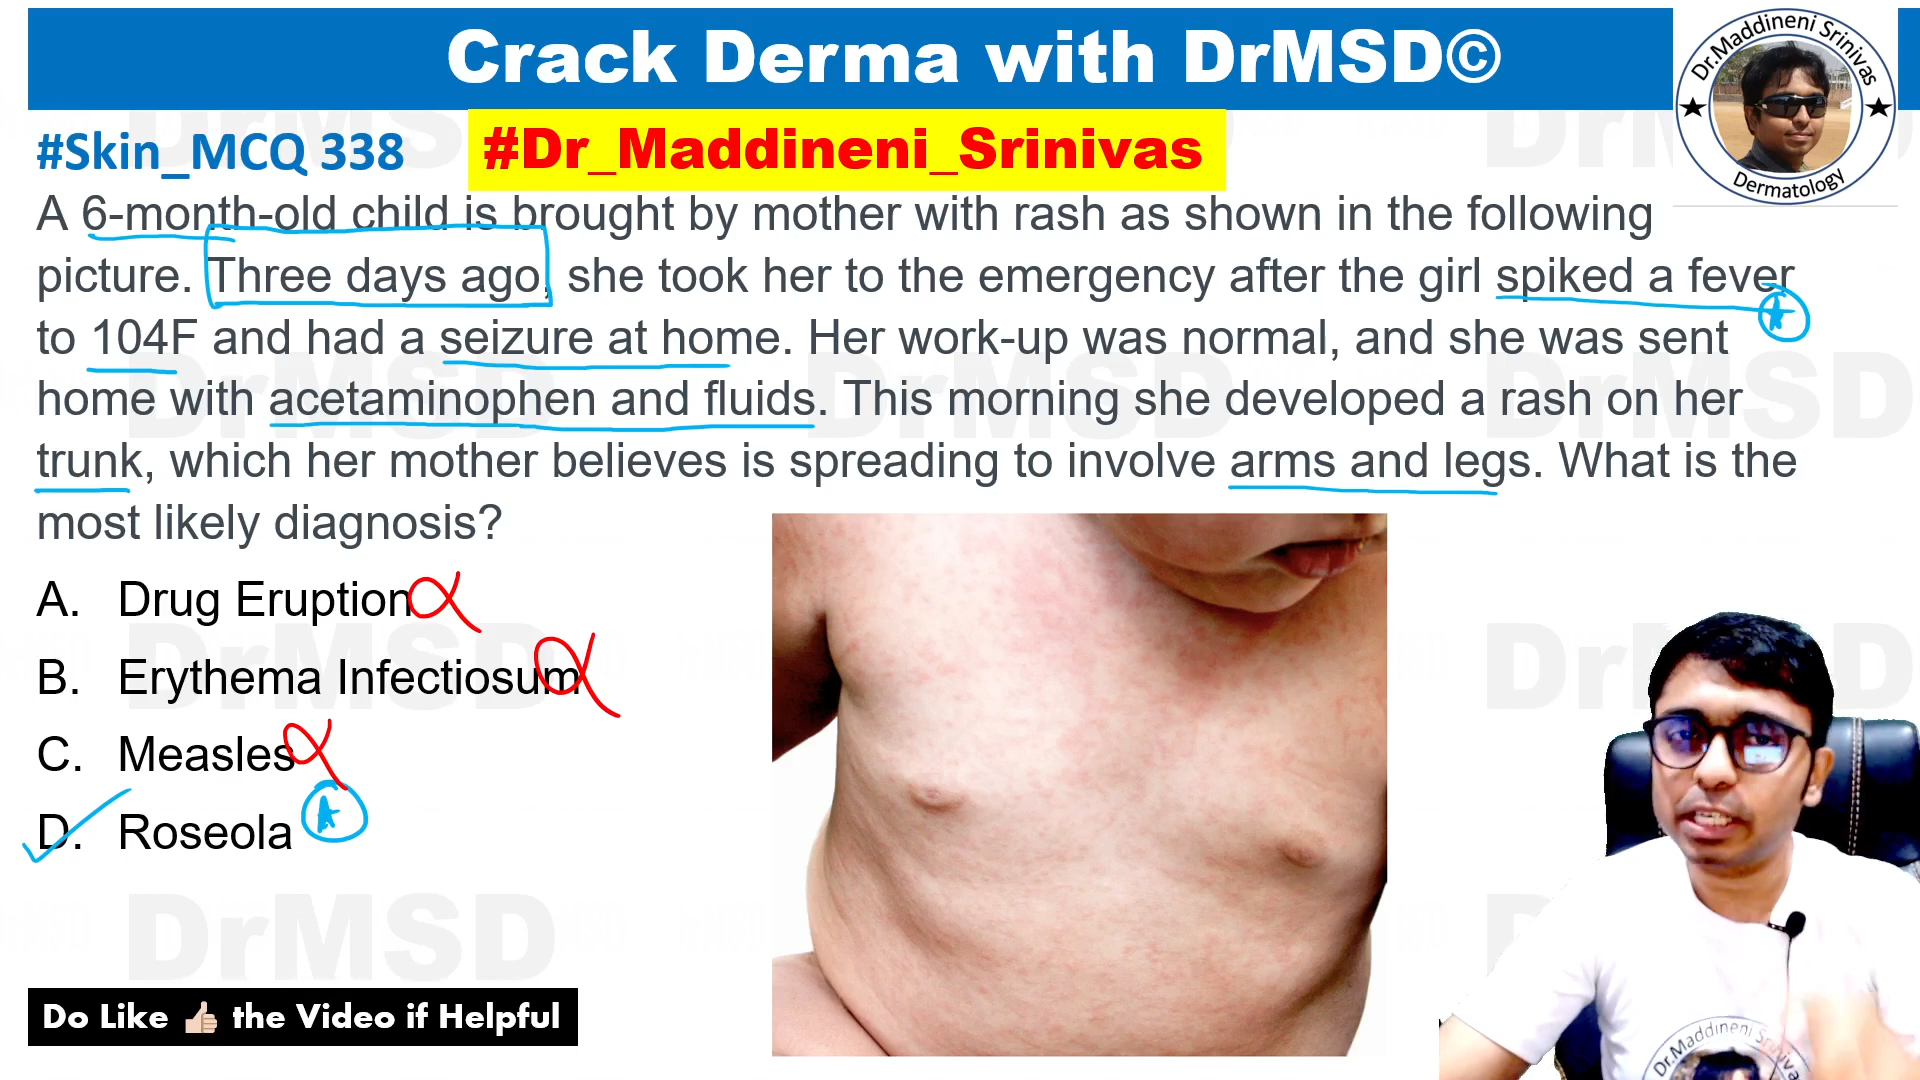 Crack Derma with DrMSD©
Dr.Maddineni Srinivas
Dermatology
#Skin_MCQ 338
#Dr_Maddineni_Srinivas
A 6-month-old child is brought by mother with rash as shown in the following
picture. Three days ago, she took her to the emergency after the girl spiked a fever
to 104F and had a seizure at home. Her work-up was normal, and she was sent
home with acetaminophen and fluids. This morning she developed a rash on her
trunk, which her mother believes is spreading to involve arms and legs. What is the
most likely diagnosis?
A. Drug Eruption
B. Erythema Infectiosum
C. Measles
D. Roseola
DrMSD
Do Like 👍🏻 the Video if Helpful
Dr.Maddineni Sriniva